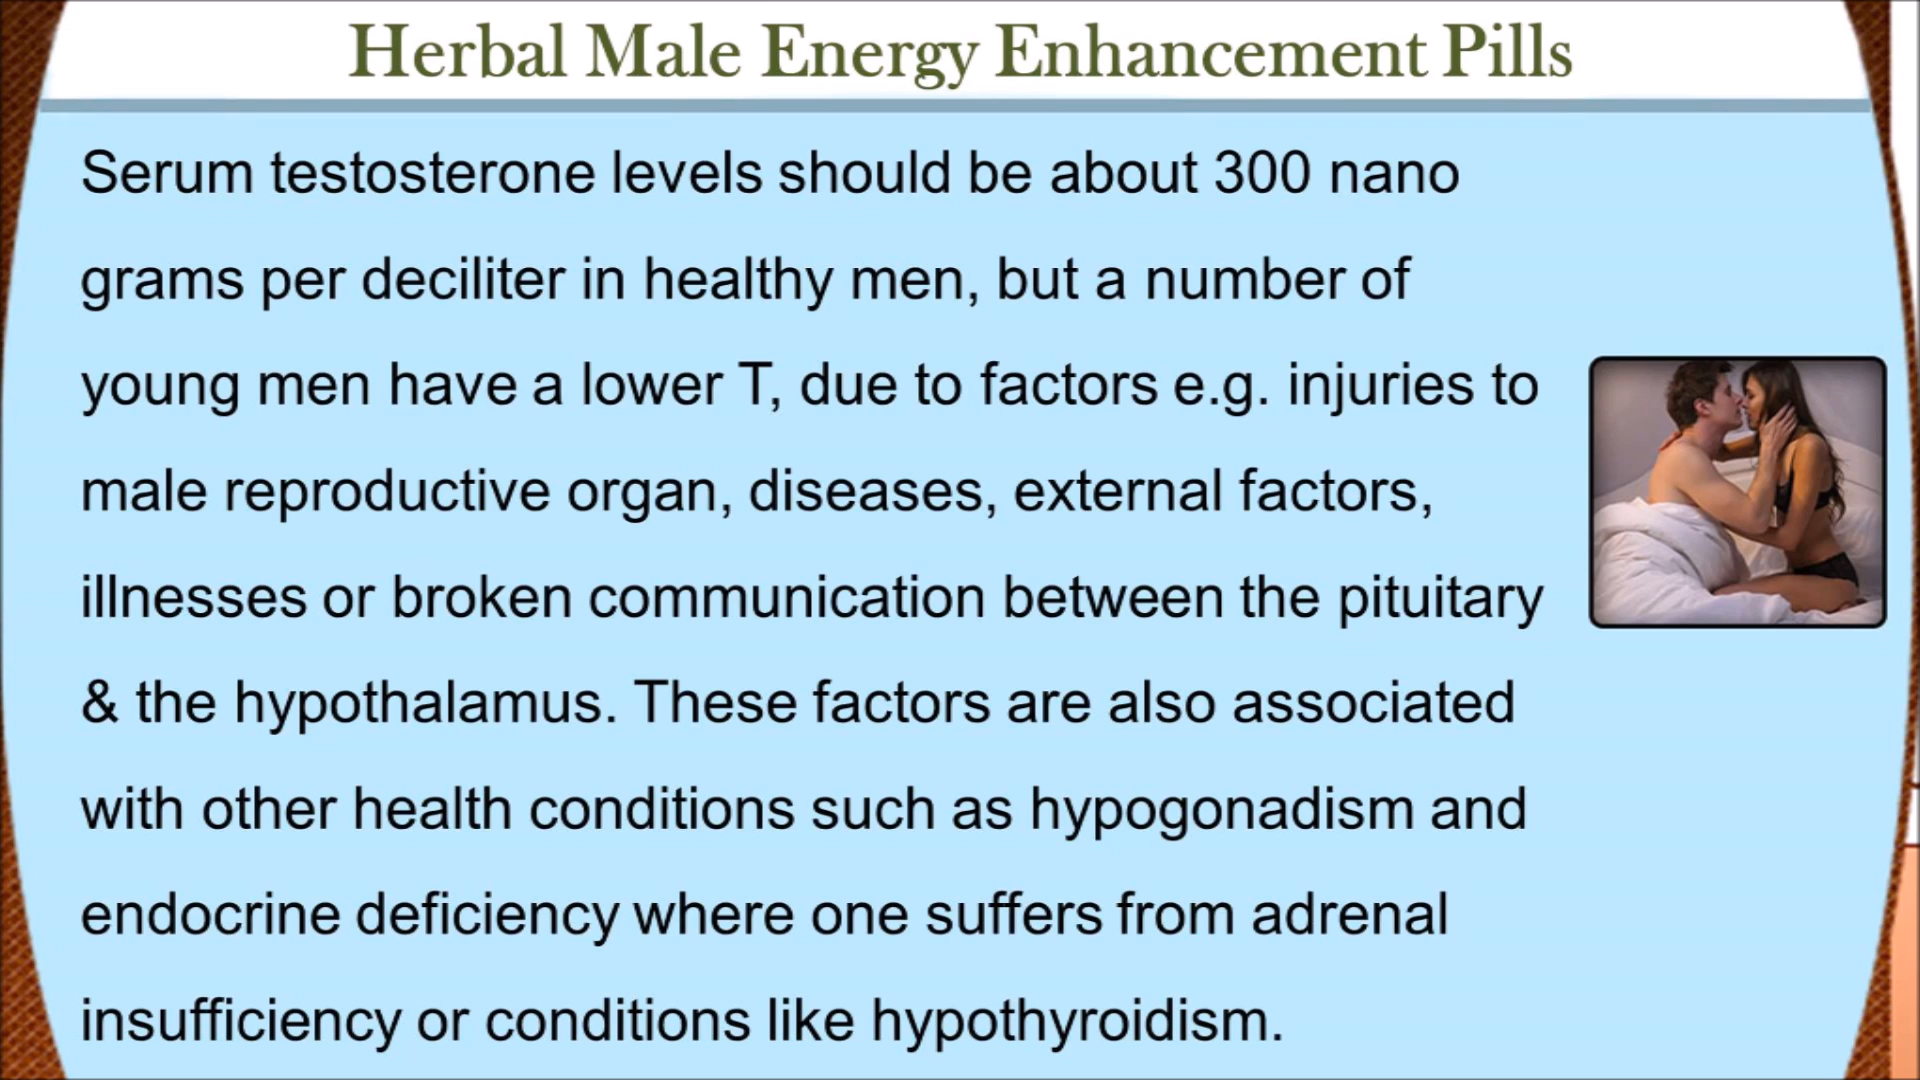 Herbal Male Energy Enhancement Pills
Serum testosterone levels should be about 300 nano
grams per deciliter in healthy men, but a number of
young men have a lower T, due to factors e.g. injuries to
male reproductive organ, diseases, external factors,
illnesses or broken communication between the pituitary
& the hypothalamus. These factors are also associated
with other health conditions such as hypogonadism and
endocrine deficiency where one suffers from adrenal
insufficiency or conditions like hypothyroidism.